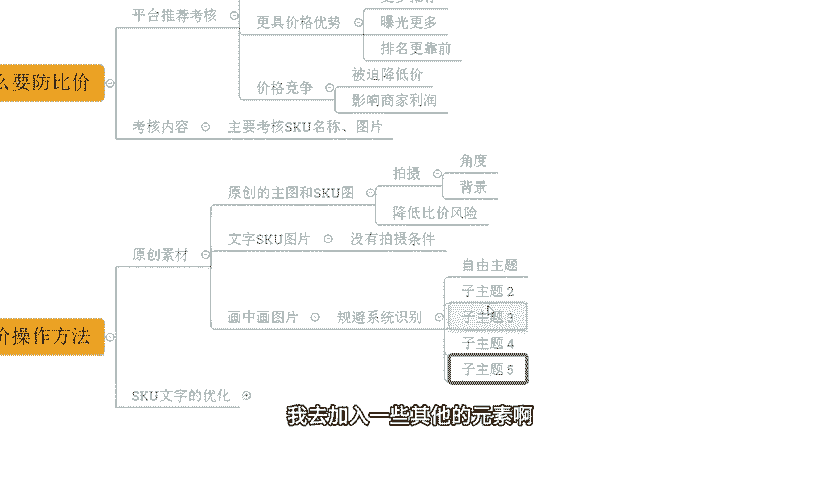 平台推荐考核
更具价格优势
曝光更多
排名更靠前
么要防比价
价格竞争
被迫降低价
影响商家利润
考核内容
主要考核SKU名称、图片
角度
拍摄
背景
原创的主图和SKU图
降低比价风险
文字SKU图片
没有拍摄条件
原创素材
自由主题
子主题 2
画中画图片
规避系统识别
子主题 3
价操作方法
子主题 4
子主题 5
SKU文字的优化
我去加入一些其他的元素啊